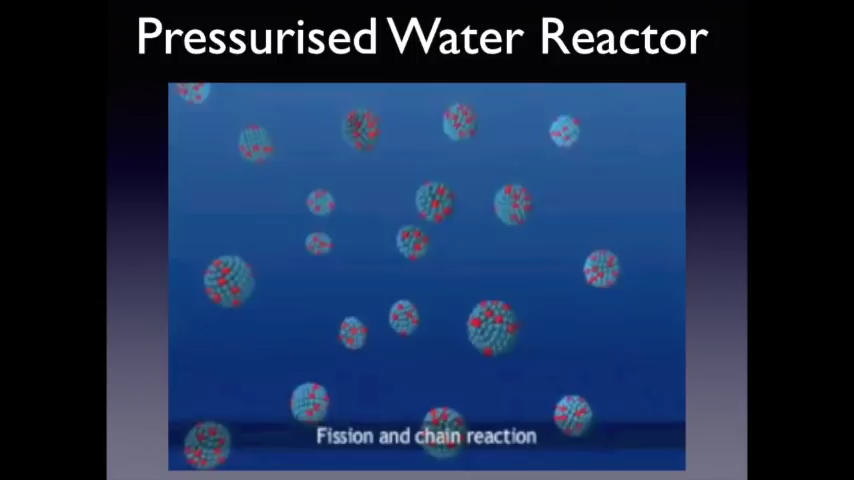 Pressurised Water Reactor
Fission and chain reaction